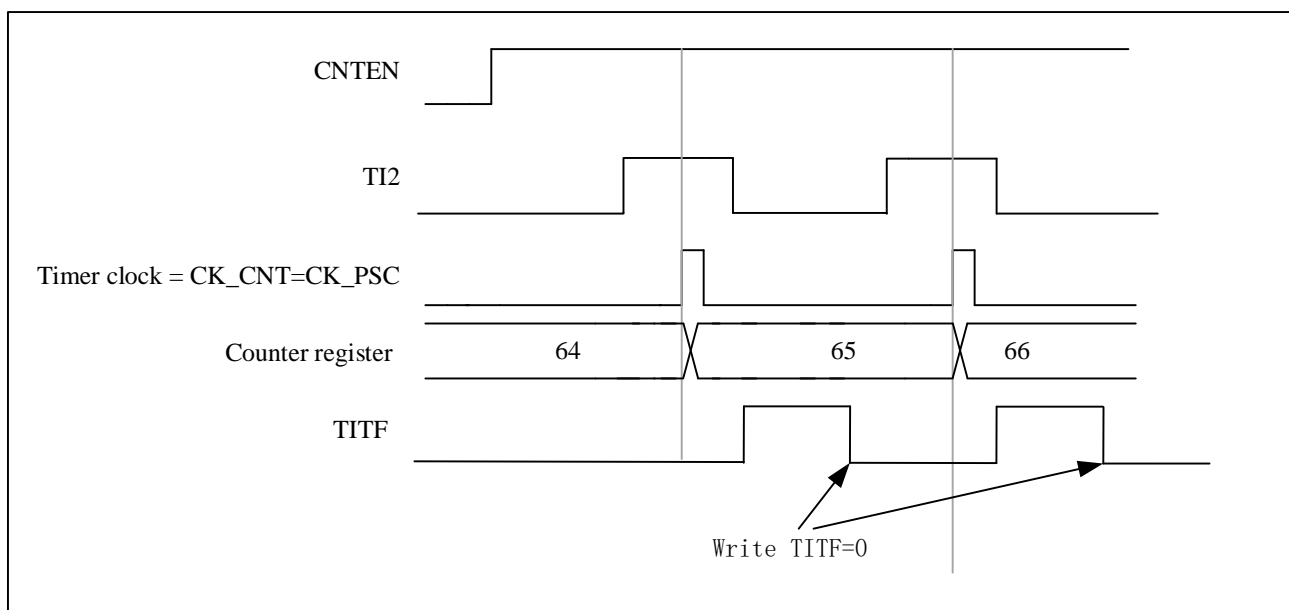 CNTEN
TI2
Timer clock = CK_CNT=CK_PSC
Counter register 64 65 66
TITF
Write TITF=0